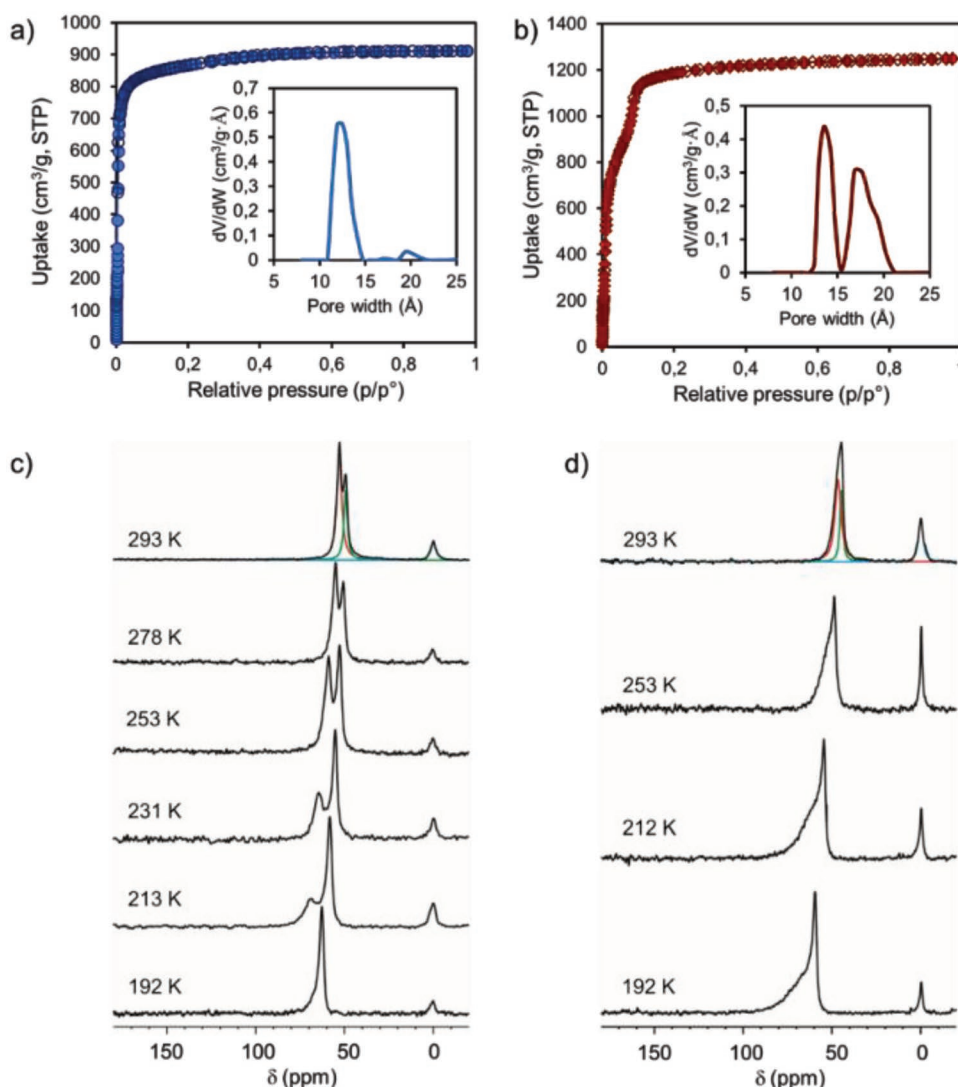 a)
1000
900
800
700
600
500
400
300
200
100
0
Uptake (cm³/g, STP)
0
0,2
0,4
0,6
0,8
1
Relative pressure (p/p°)
0,7
0,6
0,5
0,4
0,3
0,2
0,1
0
dV/dW (cm³/g·Å)
5
10
15
20
25
Pore width (Å)
b)
1400
1200
1000
800
600
400
200
0
Uptake (cm³/g, STP)
0
0,2
0,4
0,6
0,8
1
Relative pressure (p/p°)
0,5
0,4
0,3
0,2
0,1
0
dV/dW (cm³/g·Å)
5
10
15
20
25
Pore width (Å)
c)
293 K
278 K
253 K
231 K
213 K
192 K
150
100
50
0
δ (ppm)
d)
293 K
253 K
212 K
192 K
150
100
50
0
δ (ppm)